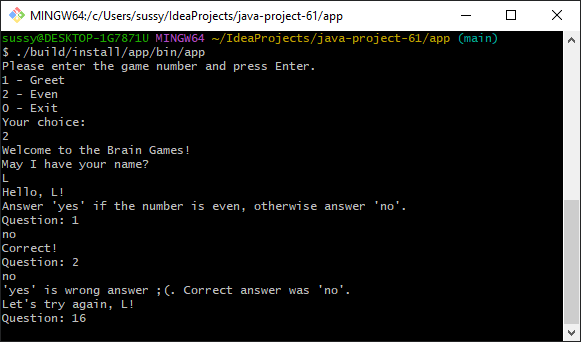 MINGW64:/c/Users/sussy/IdeaProjects/java-project-61/app
sussy@DESKTOP-1G7871U MINGW64 ~/IdeaProjects/java-project-61/app (main)
$ ./build/install/app/bin/app
Please enter the game number and press Enter.
1 - Greet
2 - Even
0 - Exit
Your choice:
2
Welcome to the Brain Games!
May I have your name?
L
Hello, L!
Answer 'yes' if the number is even, otherwise answer 'no'.
Question: 1
no
Correct!
Question: 2
no
'yes' is wrong answer ;(. Correct answer was 'no'.
Let's try again, L!
Question: 16